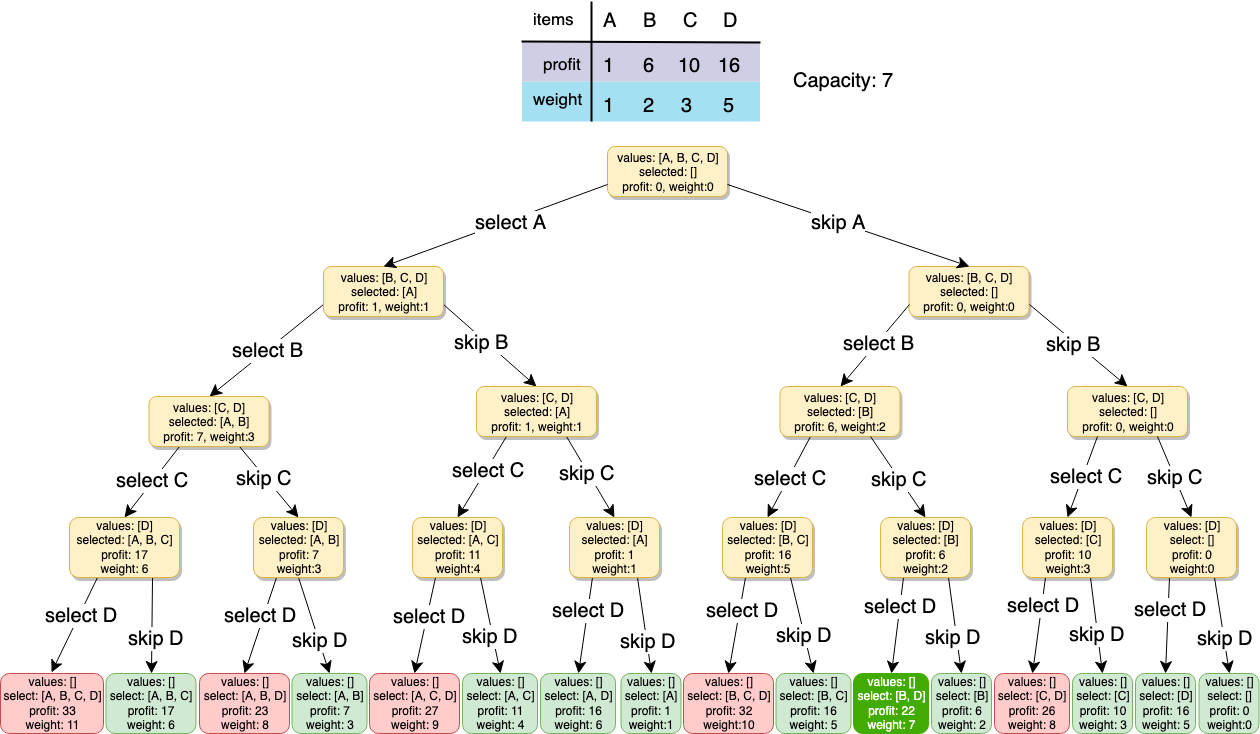 items A B C D
profit 1 6 10 16
weight 1 2 3 5
Capacity: 7
values: [A, B, C, D]
selected: []
profit: 0, weight:0
select A
skip A
values: [B, C, D]
selected: [A]
profit: 1, weight:1
values: [B, C, D]
selected: []
profit: 0, weight:0
select B
skip B
select B
skip B
values: [C, D]
selected: [A, B]
profit: 7, weight:3
values: [C, D]
selected: [A]
profit: 1, weight:1
values: [C, D]
selected: [B]
profit: 6, weight:2
values: [C, D]
selected: []
profit: 0, weight:0
select C
skip C
select C
skip C
select C
skip C
select C
skip C
values: [D]
selected: [A, B, C]
profit: 17
weight: 6
values: [D]
selected: [A, B]
profit: 7
weight:3
values: [D]
selected: [A, C]
profit: 11
weight:4
values: [D]
selected: [A]
profit: 1
weight:1
values: [D]
selected: [B, C]
profit: 16
weight:5
values: [D]
selected: [B]
profit: 6
weight:2
values: [D]
selected: [C]
profit: 10
weight:3
values: [D]
select: []
profit: 0
weight:0
select D
skip D
select D
skip D
select D
skip D
select D
skip D
select D
skip D
select D
skip D
select D
skip D
select D
skip D
values: []
select: [A, B, C, D]
profit: 33
weight: 11
values: []
select: [A, B, C]
profit: 17
weight: 6
values: []
select: [A, B, D]
profit: 23
weight: 8
values: []
select: [A, B]
profit: 7
weight: 3
values: []
select: [A, C, D]
profit: 27
weight: 9
values: []
select: [A, C]
profit: 11
weight: 4
values: []
select: [A, D]
profit: 16
weight: 6
values: []
select: [A]
profit: 1
weight:1
values: []
select: [B, C, D]
profit: 32
weight:10
values: []
select: [B, C]
profit: 16
weight: 5
values: []
select: [B, D]
profit: 22
weight: 7
values: []
select: [B]
profit: 6
weight: 2
values: []
select: [C, D]
profit: 26
weight: 8
values: []
select: [C]
profit: 10
weight: 3
values: []
select: [D]
profit: 16
weight: 5
values: []
select: []
profit: 0
weight:0